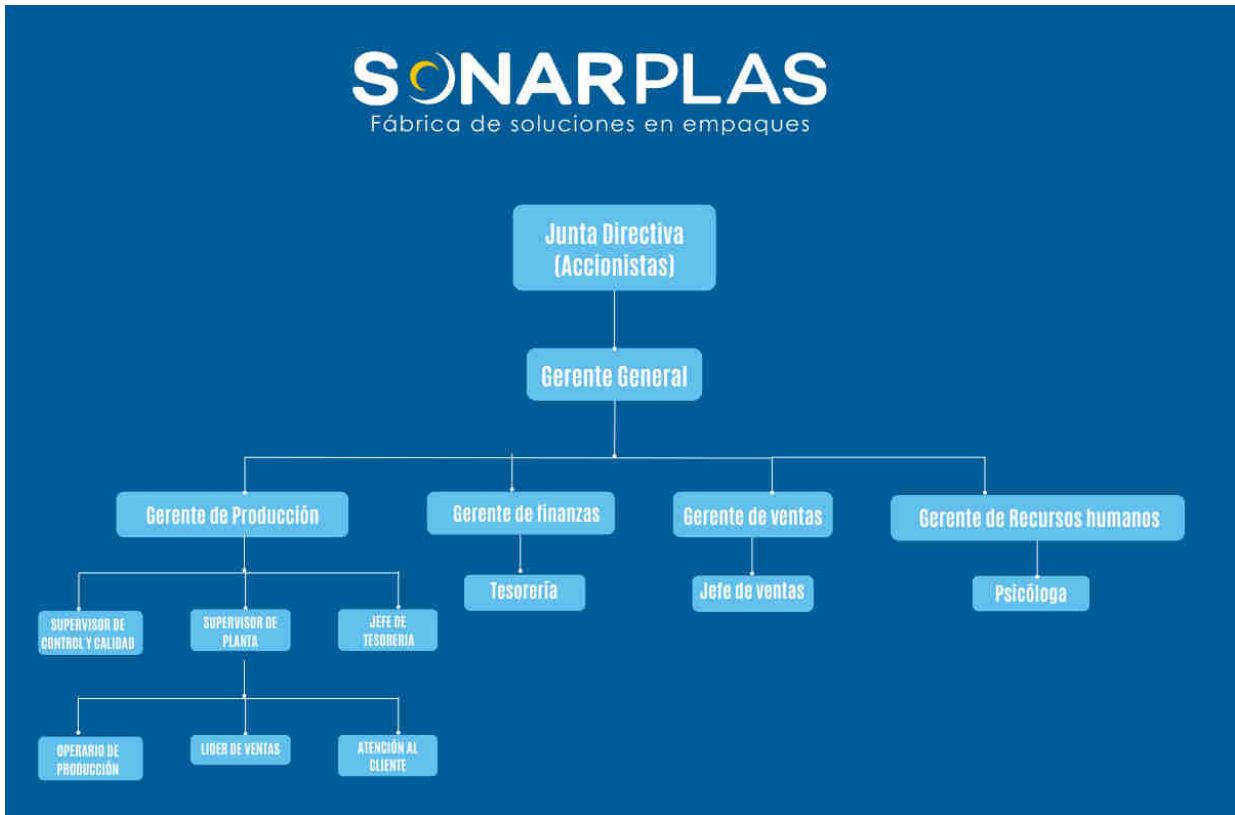 SONARPLAS
Fábrica de soluciones en empaques
Junta Directiva
(Accionistas)
Gerente General
Gerente de Producción
Gerente de finanzas
Gerente de ventas
Gerente de Recursos humanos
Tesorería
Jefe de ventas
Psicóloga
SUPERVISOR DE
CONTROL Y CALIDAD
SUPERVISOR DE
PLANTA
JEFE DE
TESORERIA
OPERARIO DE
PRODUCCIÓN
LIDER DE VENTAS
ATENCIÓN AL
CLIENTE